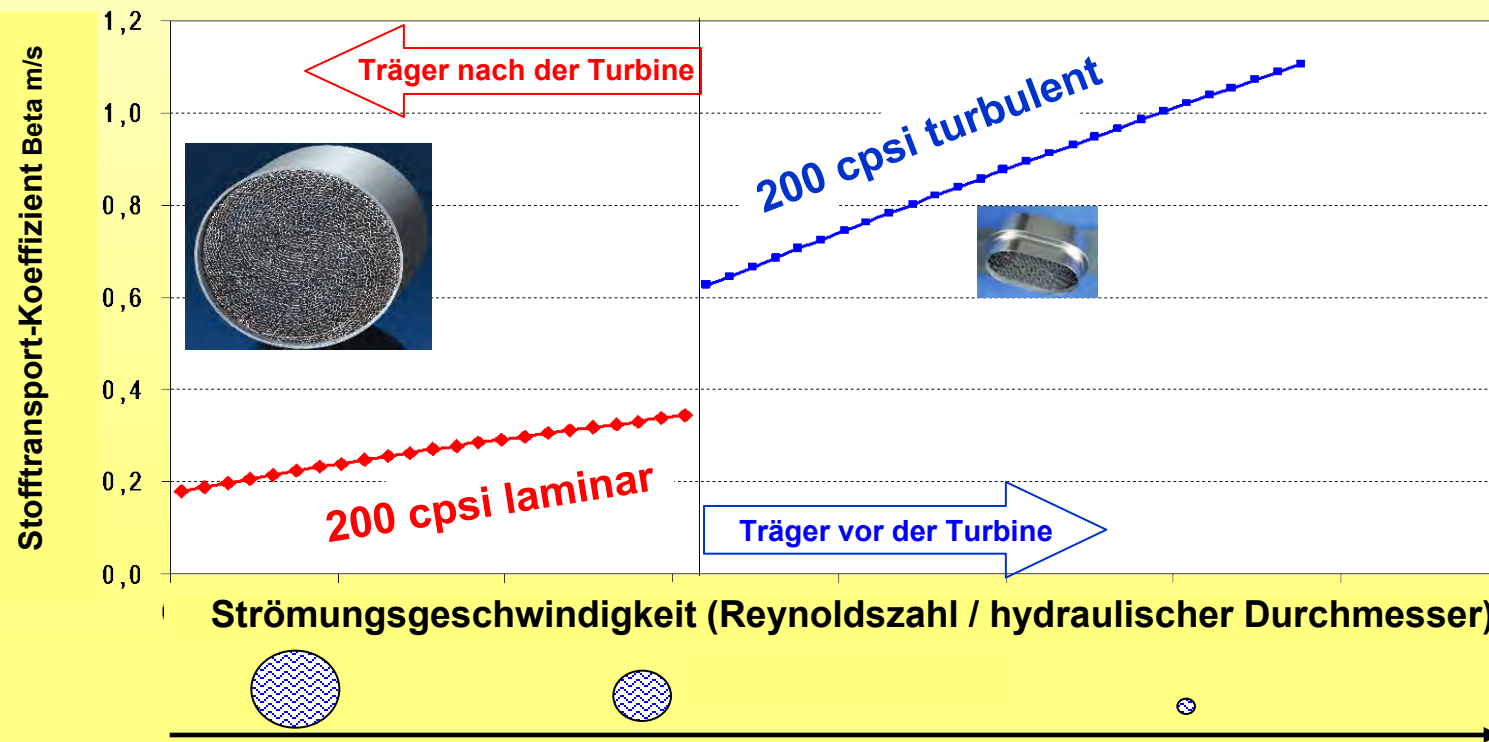 Stofftransport-Koeffizient Beta m/s
1,2
1,0
0,8
0,6
0,4
0,2
0,0
Träger nach der Turbine
200 cpsi turbulent
200 cpsi laminar
Träger vor der Turbine
Strömungsgeschwindigkeit (Reynoldszahl / hydraulischer Durchmesser)